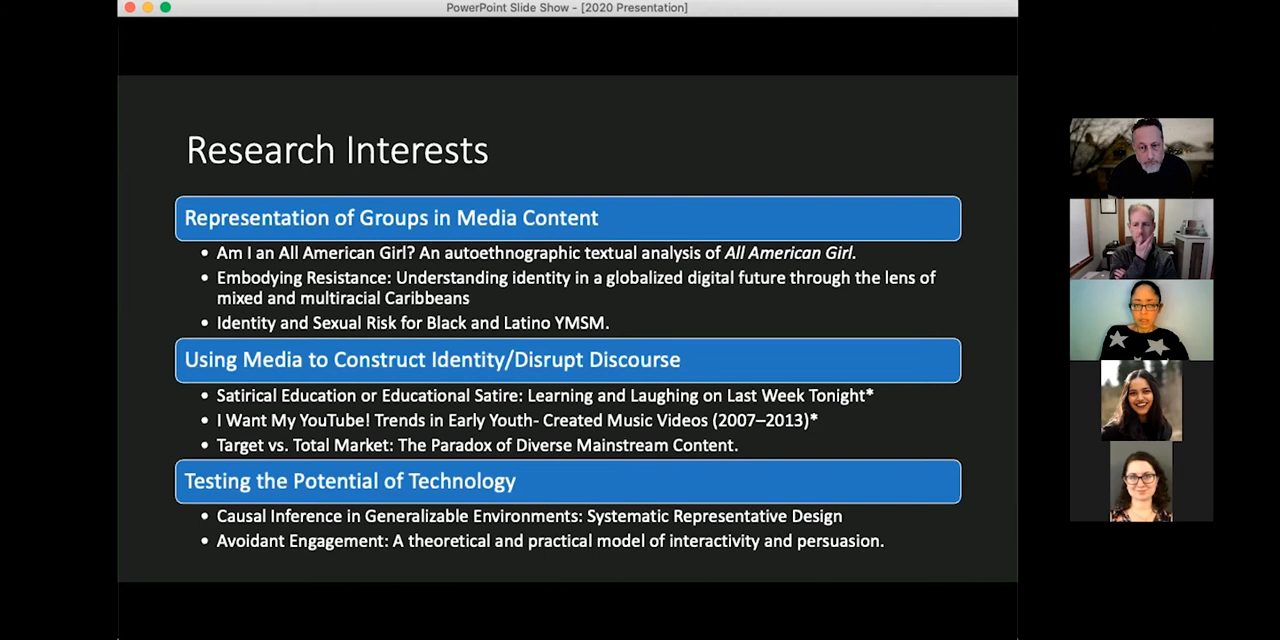 PowerPoint Slide Show - [2020 Presentation]
Research Interests
Representation of Groups in Media Content
• Am I an All American Girl? An autoethnographic textual analysis of All American Girl.
• Embodying Resistance: Understanding identity in a globalized digital future through the lens of
mixed and multiracial Caribbeans
• Identity and Sexual Risk for Black and Latino YMSM.
Using Media to Construct Identity/Disrupt Discourse
• Satirical Education or Educational Satire: Learning and Laughing on Last Week Tonight*
• I Want My YouTube! Trends in Early Youth- Created Music Videos (2007–2013)*
• Target vs. Total Market: The Paradox of Diverse Mainstream Content.
Testing the Potential of Technology
• Causal Inference in Generalizable Environments: Systematic Representative Design
• Avoidant Engagement: A theoretical and practical model of interactivity and persuasion.